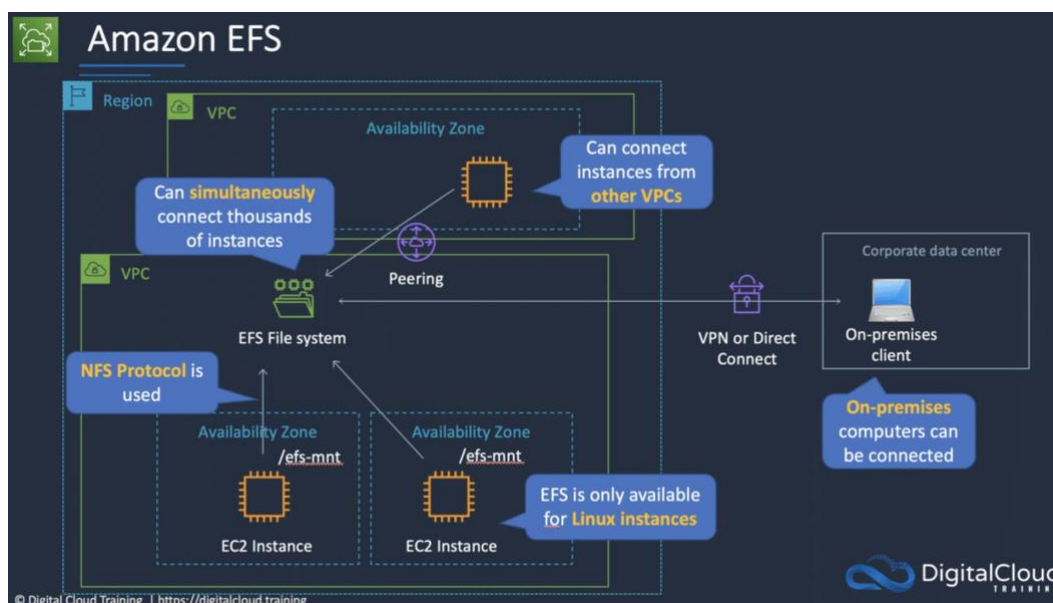 Amazon EFS
Region
VPC
Availability Zone
Can connect
instances from
other VPCs
Can simultaneously
connect thousands
of instances
Peering
VPC
EFS File system
VPN or Direct
Connect
Corporate data center
On-premises
client
NFS Protocol is
used
On-premises
computers can
be connected
Availability Zone
/efs-mnt
EC2 Instance
Availability Zone
/efs-mnt
EC2 Instance
EFS is only available
for Linux instances
DigitalCloud
TRAINING
© Digital Cloud Training | https://digitalcloud.training